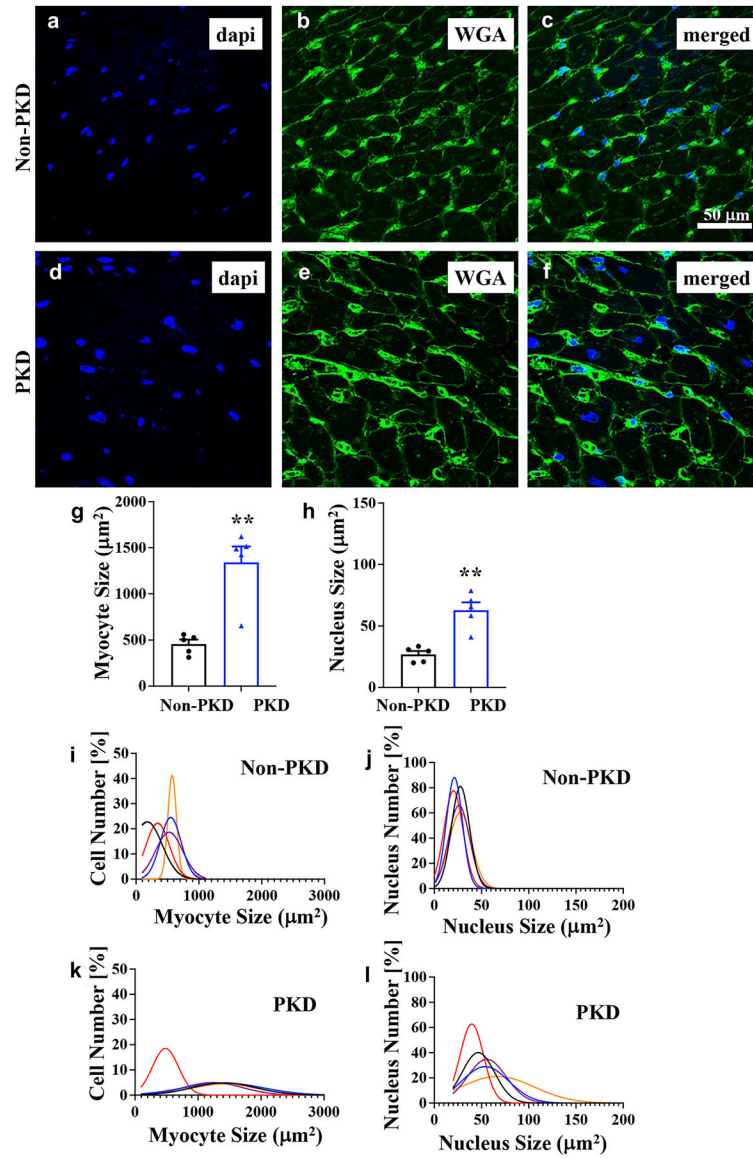 a dapi b WGA c merged
Non-PKD
50 μm
d dapi e WGA f merged
PKD
g
Myocyte Size (μm²)
2000
1500
1000
500
0
**
Non-PKD PKD
h
Nucleus Size (μm²)
150
100
50
0
**
Non-PKD PKD
i
Non-PKD
Cell Number [%]
50
40
30
20
10
0
0 1000 2000 3000
Myocyte Size (μm²)
j
Non-PKD
Nucleus Number [%]
100
80
60
40
20
0
0 50 100 150 200
Nucleus Size (μm²)
k
PKD
Cell Number [%]
50
40
30
20
10
0
0 1000 2000 3000
Myocyte Size (μm²)
l
PKD
Nucleus Number [%]
100
80
60
40
20
0
0 50 100 150 200
Nucleus Size (μm²)